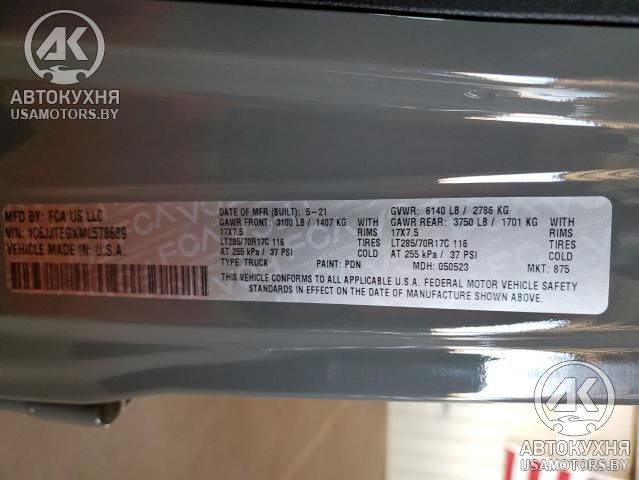 AK
АВТОКУХНЯ
USAMOTORS.BY
MFD BY: FCA US LLC
VIN: 1C6JJTEGXML578689
VEHICLE MADE IN: U.S.A.
DATE OF MFR (BUILT): 5-21
GAWR FRONT: 3100 LB / 1407 KG
17X7.5 RIMS
LT285/70R17C 116 TIRES
AT 255 kPa / 37 PSI COLD
TYPE: TRUCK PAINT: PDN
GVWR: 6140 LB / 2786 KG
GAWR REAR: 3750 LB / 1701 KG
17X7.5 RIMS
LT285/70R17C 116 TIRES
AT 255 kPa / 37 PSI COLD
MDH: 050523 MKT: 875
THIS VEHICLE CONFORMS TO ALL APPLICABLE U.S.A. FEDERAL MOTOR VEHICLE SAFETY
STANDARDS IN EFFECT ON THE DATE OF MANUFACTURE SHOWN ABOVE.
AK
АВТОКУХНЯ
USAMOTORS.BY